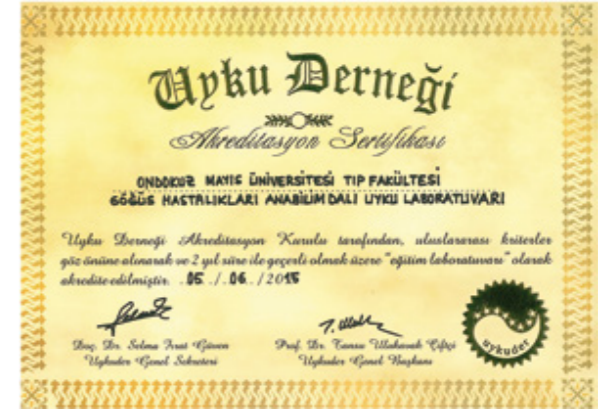 Uyku Derneği
Akreditasyon Sertifikası
ONDOKUZ MAYIS ÜNİVERSİTESİ TIP FAKÜLTESİ
GÖĞÜS HASTALIKLARI ANABİLİM DALI UYKU LABORATUVARI
Uyku Derneği Akreditasyon Kurulu tarafından, uluslararası kriterler
göz önüne alınarak ve 2 yıl süre ile geçerli olmak üzere "eğitim laboratuvarı" olarak
akredite edilmiştir. .05../..06../2015
Doç. Dr. Selma Fırat Güven Prof. Dr. Tansu Ulukavak Çiftçi
Uykuder Genel Sekreteri Uykuder Genel Başkanı
uykuder